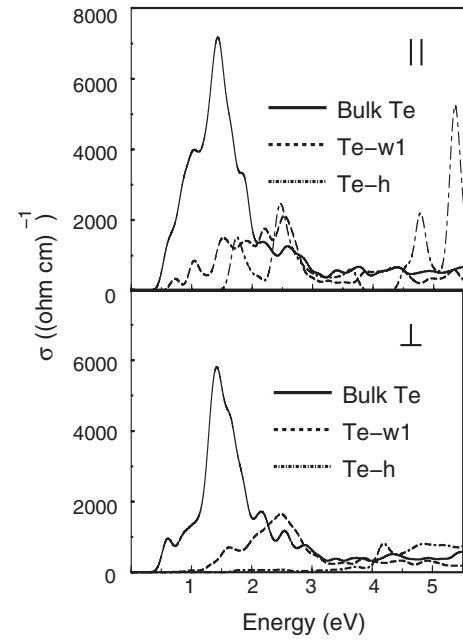 8000
6000
4000
2000
0
||
Bulk Te
Te−w1
Te−h
σ ((ohm cm)⁻¹
6000
4000
2000
0
⊥
Bulk Te
Te−w1
Te−h
1 2 3 4 5
Energy (eV)